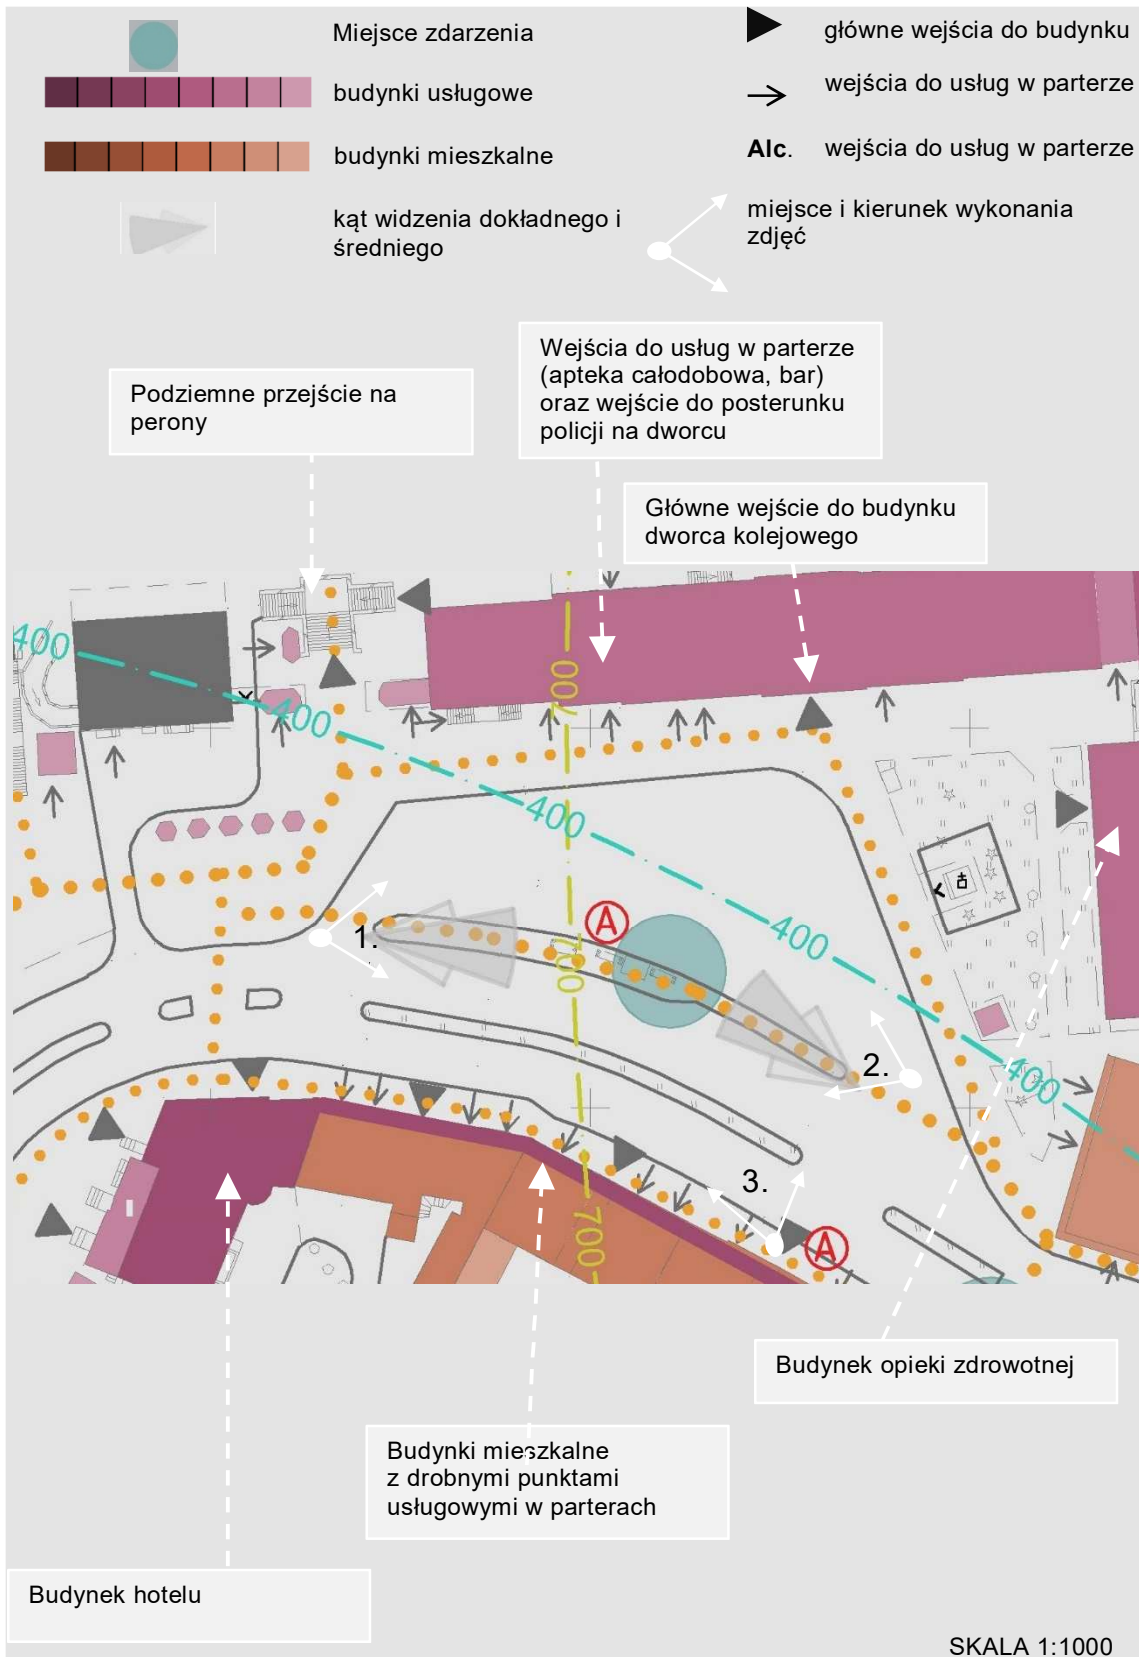 Miejsce zdarzenia
budynki usługowe
budynki mieszkalne
kąt widzenia dokładnego i
średniego
główne wejścia do budynku
wejścia do usług w parterze
Alc. wejścia do usług w parterze
miejsce i kierunek wykonania
zdjęć
Podziemne przejście na
perony
Wejścia do usług w parterze
(apteka całodobowa, bar)
oraz wejście do posterunku
policji na dworcu
Główne wejście do budynku
dworca kolejowego
400
400
700
400
400
A
1.
700
2.
400
3.
700
A
Budynek opieki zdrowotnej
Budynki mieszkalne
z drobnymi punktami
usługowymi w parterach
Budynek hotelu
SKALA 1:1000